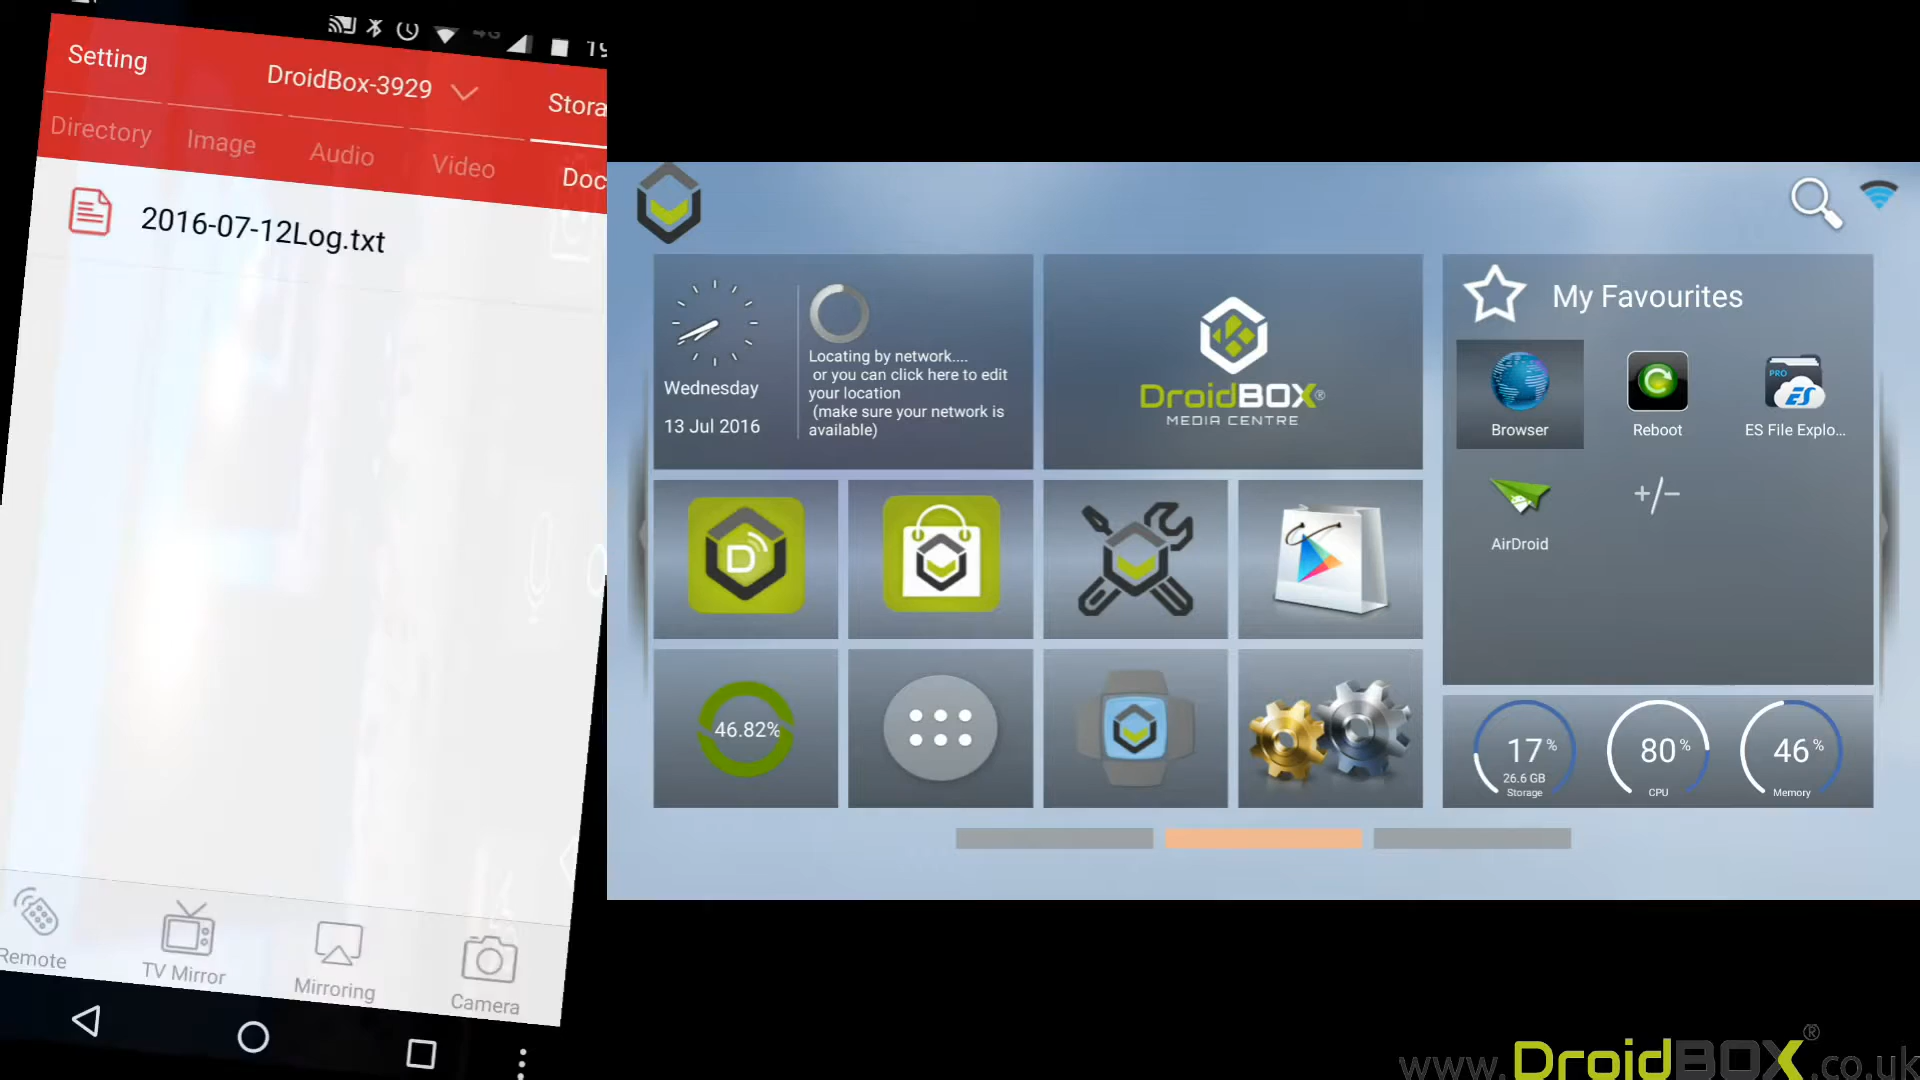 4G
Setting
DroidBox-3929
Stora
Directory
Image
Audio
Video
Doc
2016-07-12Log.txt
Remote
TV Mirror
Mirroring
Camera
Wednesday
13 Jul 2016
Locating by network....
or you can click here to edit
your location
(make sure your network is
available)
DroidBOX®
MEDIA CENTRE
My Favourites
Browser
Reboot
PRO
ES
ES File Explo...
AirDroid
+/-
D
46.82%
17%
26.6 GB
Storage
80%
CPU
46%
Memory
www.DroidBOX®.co.uk